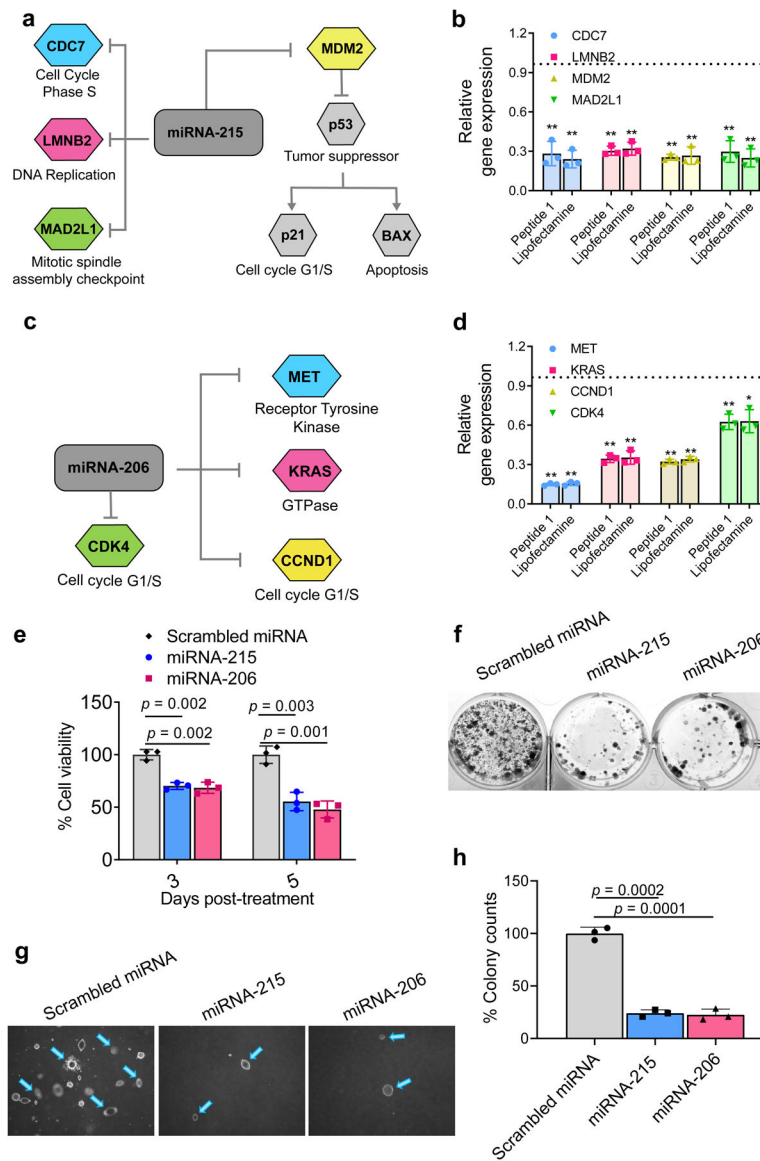 a
CDC7
Cell Cycle
Phase S
MDM2
miRNA-215
p53
LMNB2
DNA Replication
Tumor suppressor
MAD2L1
p21
BAX
Mitotic spindle
assembly checkpoint
Cell cycle G1/S
Apoptosis
b
CDC7
LMNB2
MDM2
MAD2L1
Relative
gene expression
1.2
0.9
0.6
0.3
0.0
** ** ** ** ** ** ** **
Peptide 1
Lipofectamine
Peptide 1
Lipofectamine
Peptide 1
Lipofectamine
Peptide 1
Lipofectamine
c
MET
Receptor Tyrosine
Kinase
miRNA-206
KRAS
GTPase
CDK4
Cell cycle G1/S
CCND1
Cell cycle G1/S
d
MET
KRAS
CCND1
CDK4
Relative
gene expression
1.2
0.9
0.6
0.3
0.0
** ** ** ** ** ** ** *
Peptide 1
Lipofectamine
Peptide 1
Lipofectamine
Peptide 1
Lipofectamine
Peptide 1
Lipofectamine
e
Scrambled miRNA
miRNA-215
miRNA-206
% Cell viability
150
100
50
0
p = 0.002
p = 0.002
p = 0.003
p = 0.001
3
5
Days post-treatment
f
Scrambled miRNA
miRNA-215
miRNA-206
g
Scrambled miRNA
miRNA-215
miRNA-206
h
% Colony counts
150
100
50
0
p = 0.0002
p = 0.0001
Scrambled miRNA
miRNA-215
miRNA-206